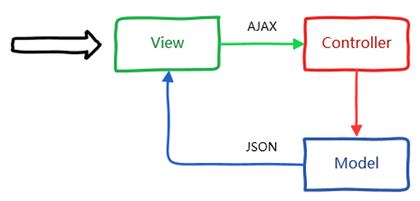 AJAX
View
Controller
JSON
Model